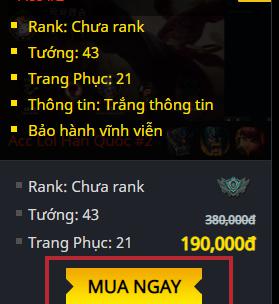 Rank: Chưa rank
Tướng: 43
Trang Phục: 21
Thông tin: Trắng thông tin
Bảo hành vĩnh viễn
Acc Lỗi Hàn Quốc #2
Rank: Chưa rank
Tướng: 43
380,000đ
Trang Phục: 21
190,000đ
MUA NGAY